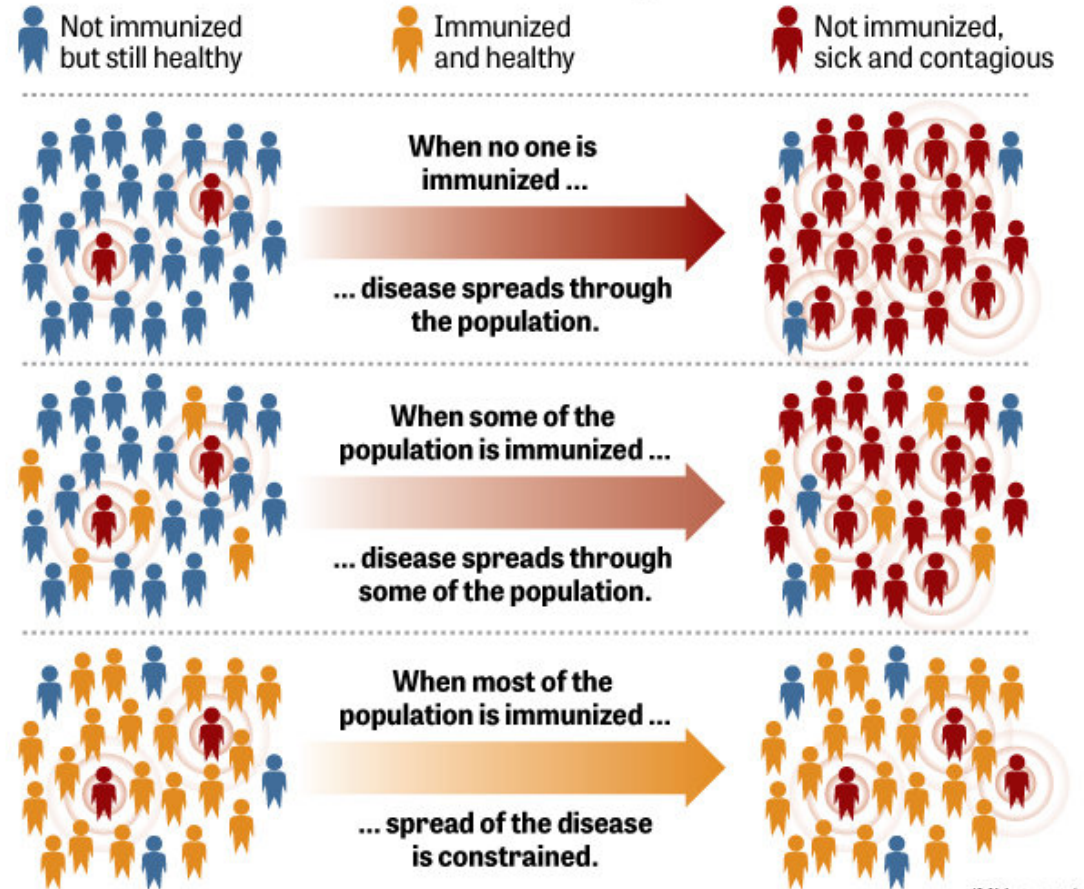 Not immunized
but still healthy
Immunized
and healthy
Not immunized,
sick and contagious
When no one is
immunized ...
... disease spreads through
the population.
When some of the
population is immunized ...
... disease spreads through
some of the population.
When most of the
population is immunized ...
... spread of the disease
is constrained.